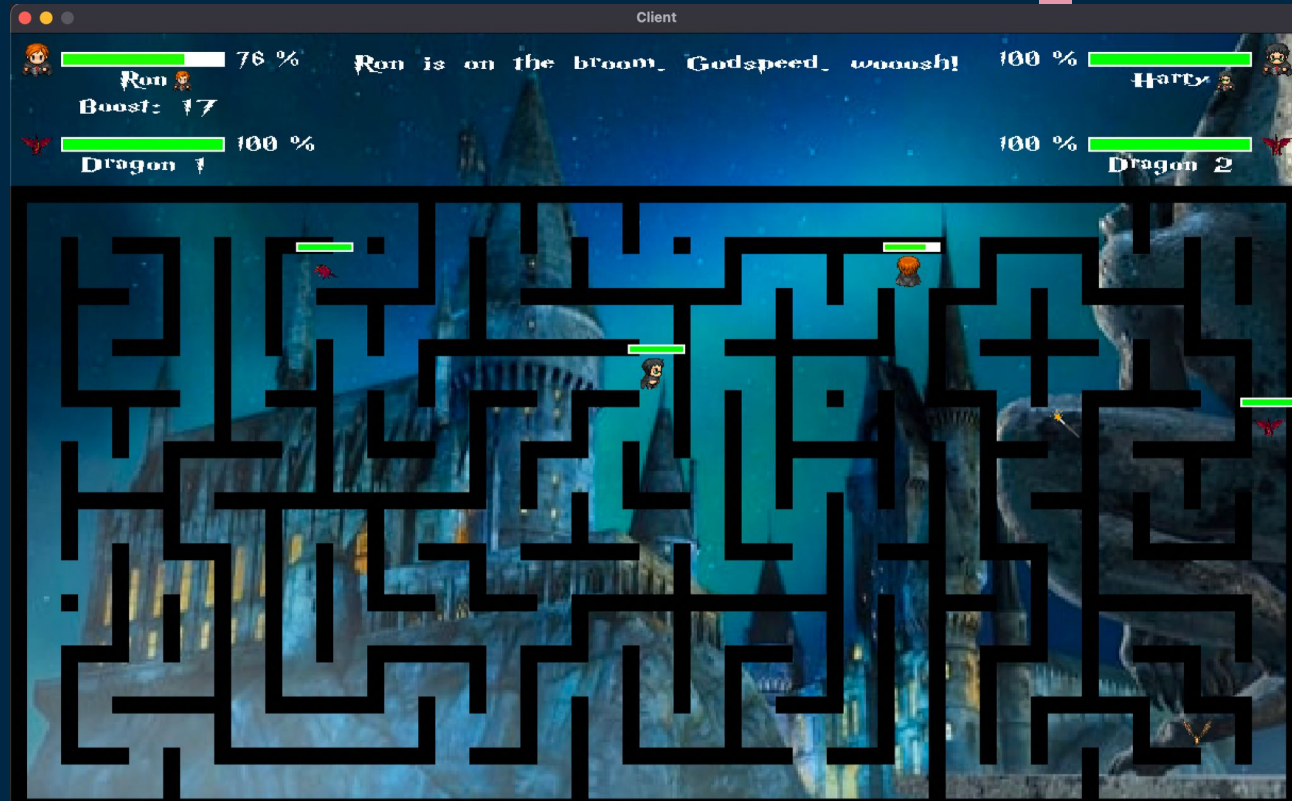 Client
76 %
Ron is on the broom. Godspeed. wooosh!
100 %
Ron
Harry
Boost: 17
100 %
100 %
Dragon 1
Dragon 2